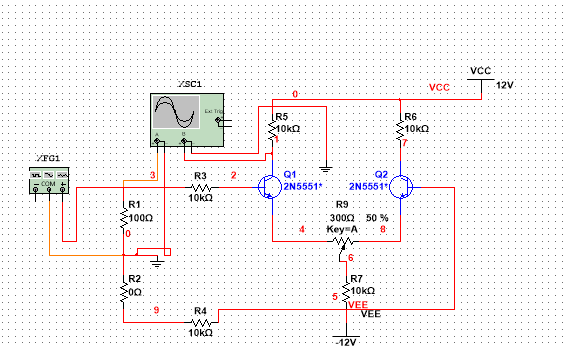 XSC1
VCC
VCC
12V
0
Ext Trig
R5
10kΩ
R6
10kΩ
A
B
1
7
XFG1
COM
3
R3
2
10kΩ
Q1
2N5551*
Q2
2N5551*
R1
100Ω
0
R9
300Ω
50 %
Key=A
4
8
6
R2
0Ω
R7
10kΩ
5
VEE
VEE
9
R4
10kΩ
-12V